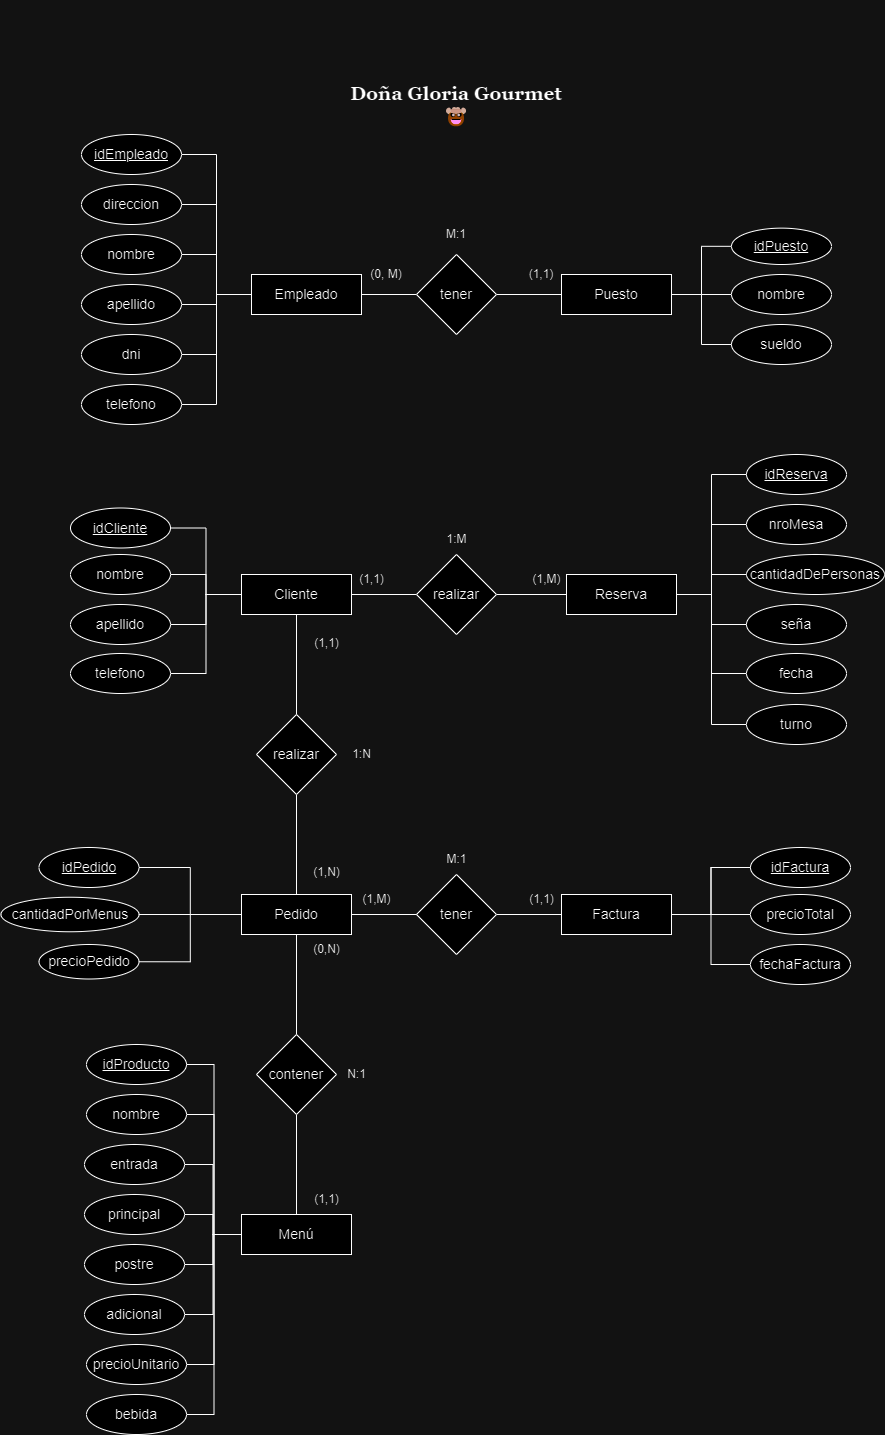 Doña Gloria Gourmet
idEmpleado
direccion
nombre
apellido
dni
telefono
Empleado
(0, M)
M:1
tener
(1,1)
Puesto
idPuesto
nombre
sueldo
idCliente
nombre
apellido
telefono
Cliente
(1,1)
1:M
realizar
(1,M)
Reserva
idReserva
nroMesa
cantidadDePersonas
seña
fecha
turno
(1,1)
realizar
1:N
(1,N)
idPedido
cantidadPorMenus
precioPedido
Pedido
(1,M)
M:1
tener
(1,1)
Factura
idFactura
precioTotal
fechaFactura
(0,N)
contener
N:1
(1,1)
Menú
idProducto
nombre
entrada
principal
postre
adicional
precioUnitario
bebida